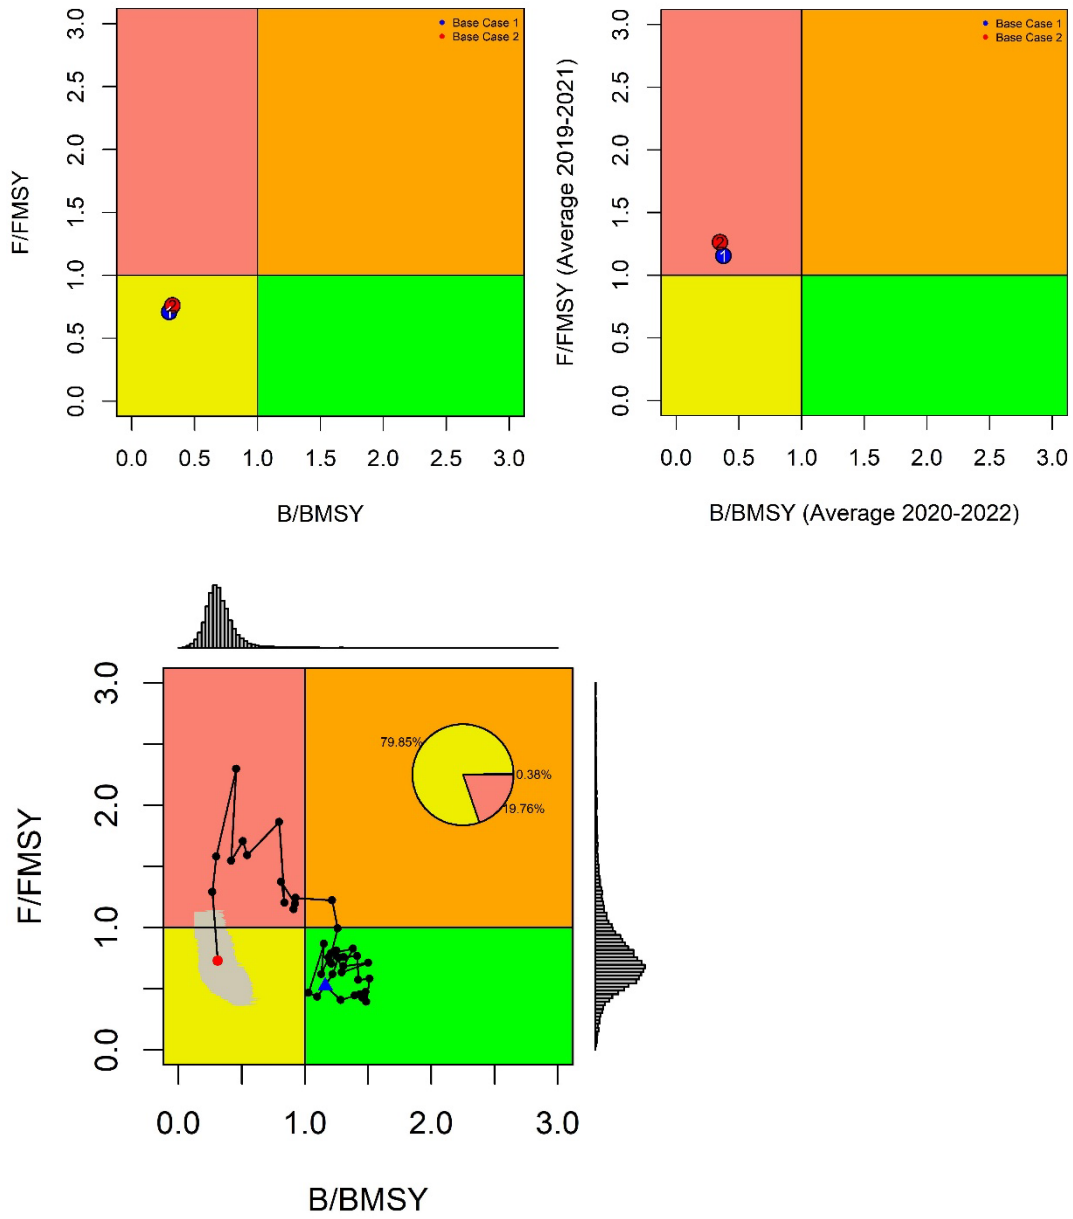 Base Case 1
Base Case 2
3.0
2.5
2.0
1.5
1.0
0.5
0.0
F/FMSY
1
2
0.0 0.5 1.0 1.5 2.0 2.5 3.0
B/BMSY
Base Case 1
Base Case 2
3.0
2.5
2.0
1.5
1.0
0.5
0.0
F/FMSY (Average 2019-2021)
2
1
0.0 0.5 1.0 1.5 2.0 2.5 3.0
B/BMSY (Average 2020-2022)
3.0
2.0
1.0
0.0
F/FMSY
79.85%
0.38%
19.76%
0.0 1.0 2.0 3.0
B/BMSY